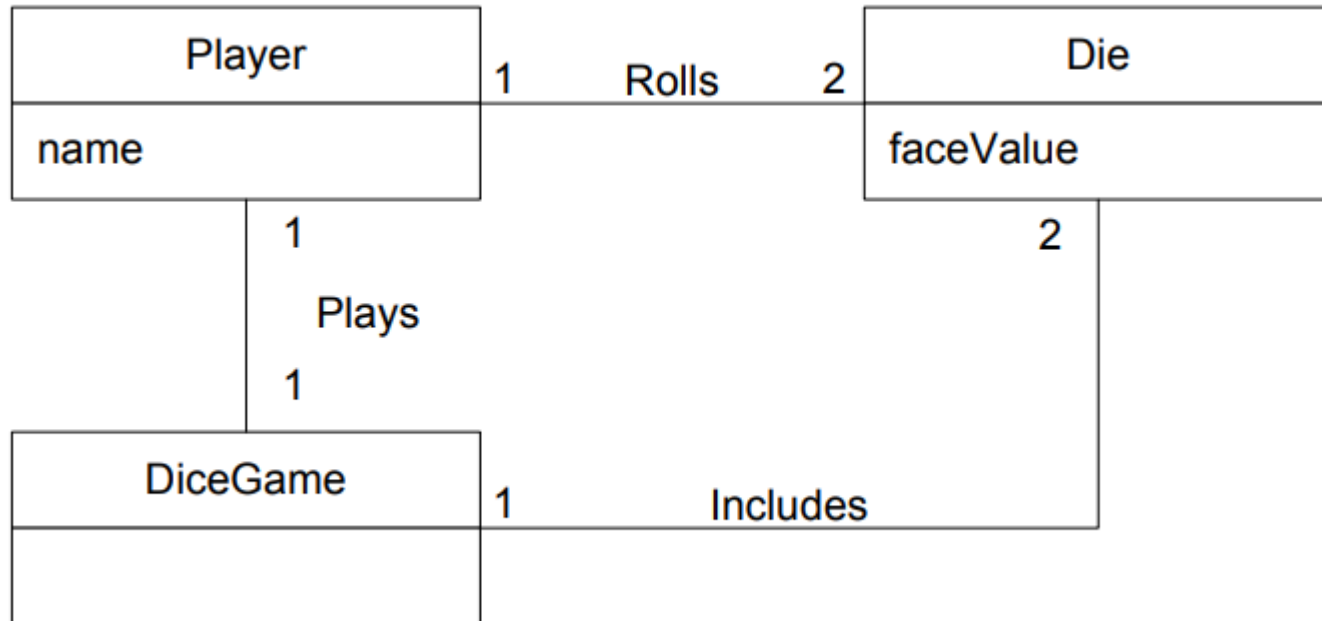 Player
Die
1 Rolls 2
name
faceValue
1
2
Plays
1
DiceGame
1 Includes